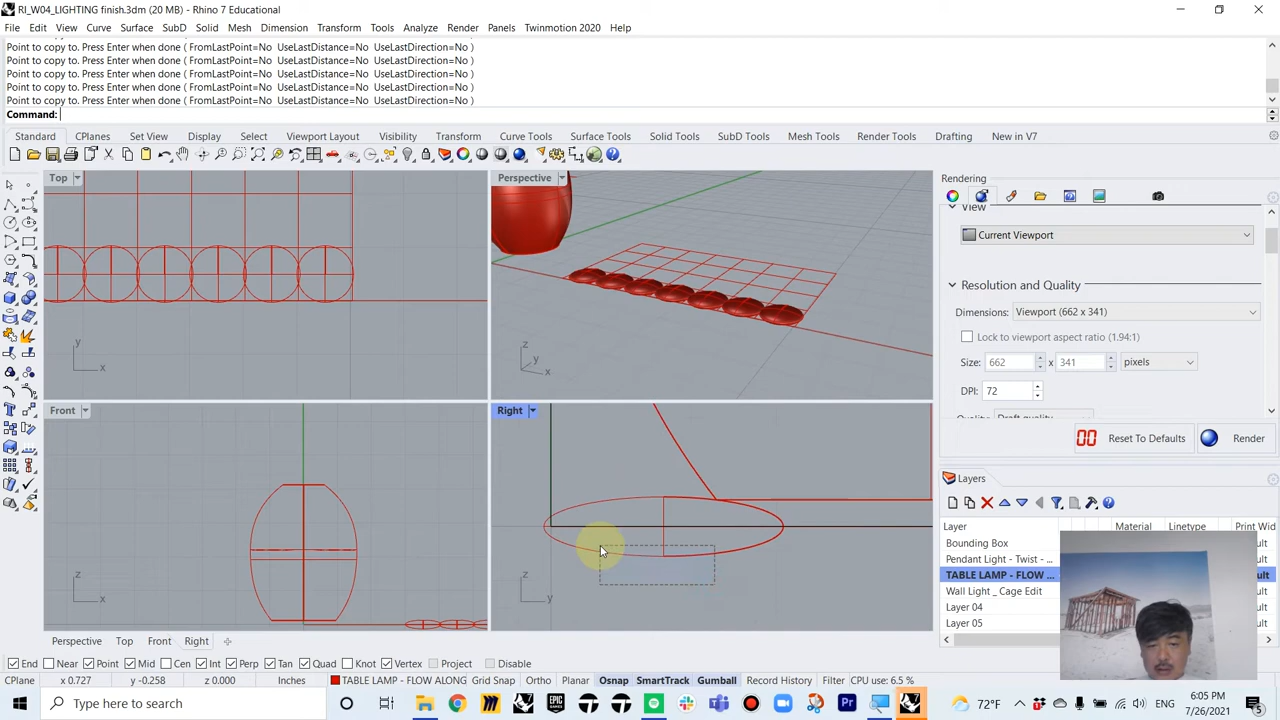 RI_W04_LIGHTING finish.3dm (20 MB) - Rhino 7 Educational
File Edit View Curve Surface SubD Solid Mesh Dimension Transform Tools Analyze Render Panels Twinmotion 2020 Help
Point to copy to. Press Enter when done ( FromLastPoint=No UseLastDistance=No UseLastDirection=No )
Point to copy to. Press Enter when done ( FromLastPoint=No UseLastDistance=No UseLastDirection=No )
Point to copy to. Press Enter when done ( FromLastPoint=No UseLastDistance=No UseLastDirection=No )
Point to copy to. Press Enter when done ( FromLastPoint=No UseLastDistance=No UseLastDirection=No )
Point to copy to. Press Enter when done ( FromLastPoint=No UseLastDistance=No UseLastDirection=No )
Command:
Standard CPlanes Set View Display Select Viewport Layout Visibility Transform Curve Tools Surface Tools Solid Tools SubD Tools Mesh Tools Render Tools Drafting New in V7
Top
y
x
Perspective
z
y
x
Front
z
x
Right
z
y
Rendering
View
Current Viewport
Resolution and Quality
Dimensions: Viewport (662 x 341)
Lock to viewport aspect ratio (1.94:1)
Size: 662 x 341 pixels
DPI: 72
Quality: Draft quality
Reset To Defaults Render
Layers
Layer Material Linetype Print Wid
Bounding Box
Pendant Light - Twist -
TABLE LAMP - FLOW ... ult
Wall Light _ Cage Edit ult
Layer 04
Layer 05
Perspective Top Front Right
End Near Point Mid Cen Int Perp Tan Quad Knot Vertex Project Disable
CPlane x 0.727 y -0.258 z 0.000 Inches TABLE LAMP - FLOW ALONG Grid Snap Ortho Planar Osnap SmartTrack Gumball Record History Filter CPU use: 6.5 %
Type here to search
72°F ENG 6:05 PM
7/26/2021
5